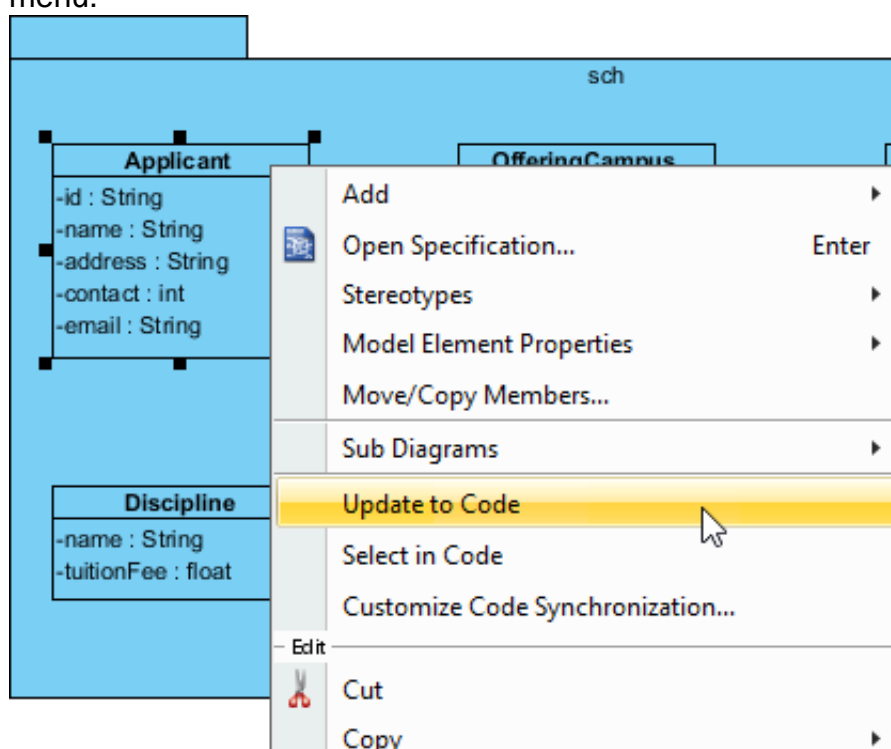 menu.
sch
Applicant
-id : String
-name : String
-address : String
-contact : int
-email : String
OfferingCampus
Discipline
-name : String
-tuitionFee : float
Add
Open Specification... Enter
Stereotypes
Model Element Properties
Move/Copy Members...
Sub Diagrams
Update to Code
Select in Code
Customize Code Synchronization...
Edit
Cut
Copy